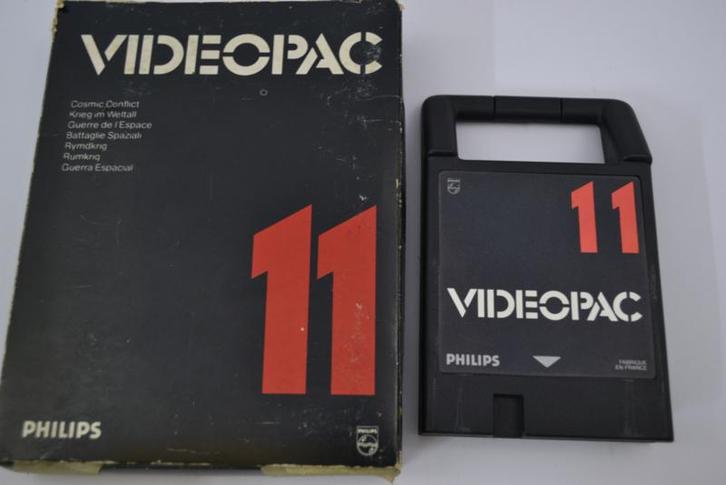 VIDEOPAC
Cosmic Conflict
Krieg im Weltall
Guerre de l'Espace
Battaglie Spaziali
Rymdkrig
Rumkrig
Guerra Espacial
11
PHILIPS
11
VIDEOPAC
PHILIPS
FABRIQUE
EN FRANCE